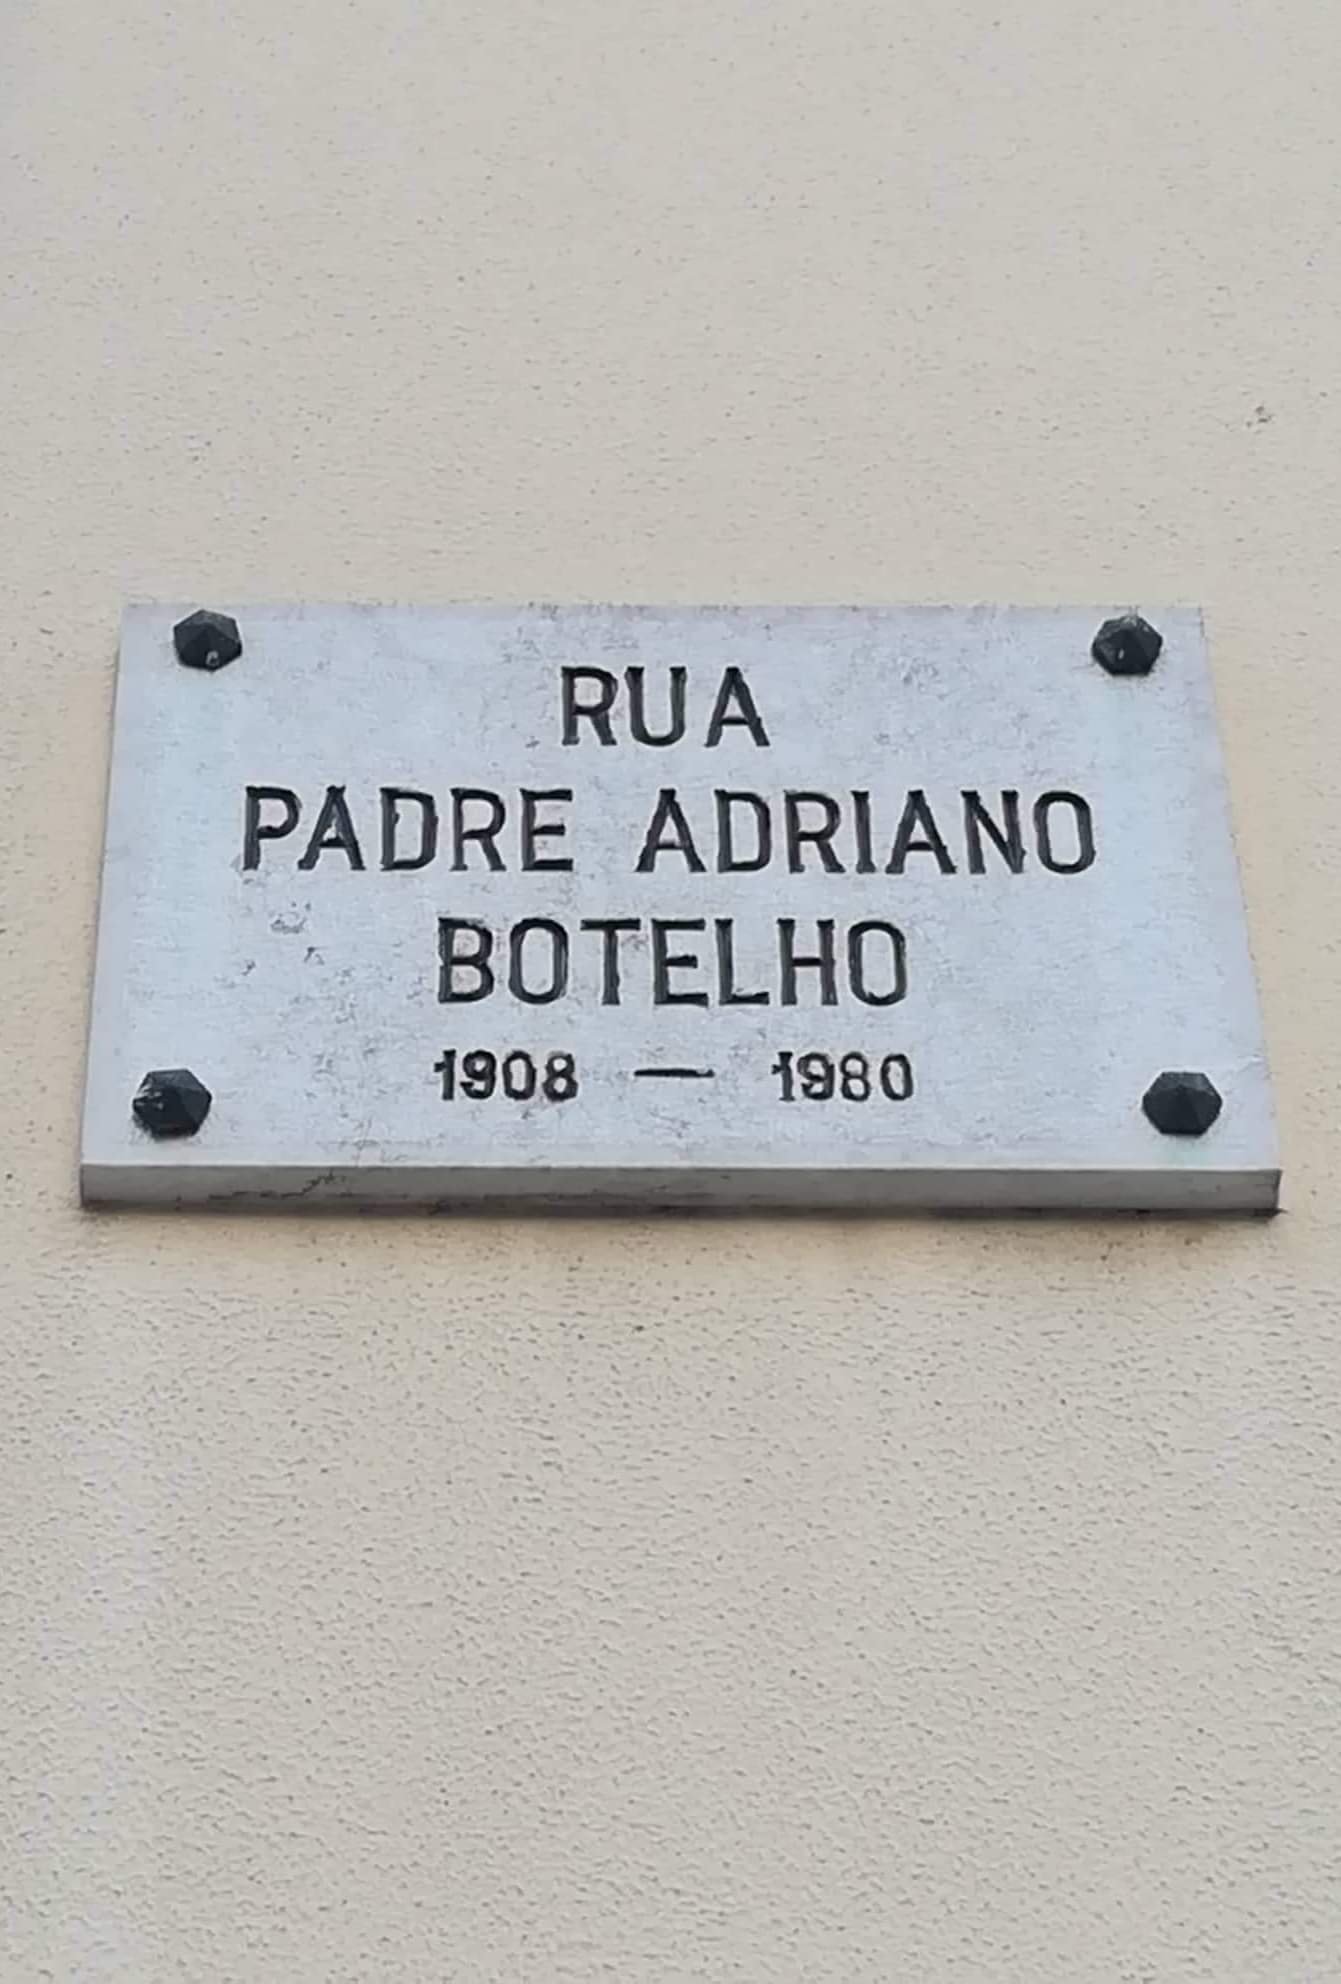 RUA
PADRE ADRIANO
BOTELHO
1908 — 1980